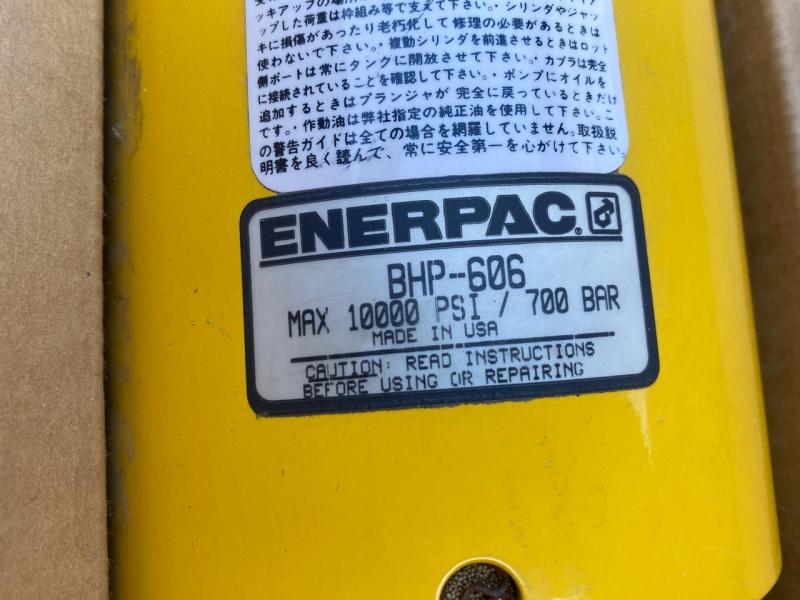 ッキアップの場所
ップした荷重は枠組み等で支えて下さい。・シリンダやジャッ
キに損傷があったり老朽化して修理の必要があるときは
使わないで下さい。・複動シリンダを前進させるときはロット
側ポートは常にタンクに開放させて下さい。・カプラは完全
に接続されていることを確認して下さい。・ポンプにオイルを
追加するときはプランジャが完全に戻っているときだけ
です。・作動油は弊社指定の純正油を使用して下さい。こ
の警告ガイドは全ての場合を網羅していません。取扱説
明書を良く読んで、常に安全第一を心がけて下さい。
ENERPAC®
BHP-606
MAX 10000 PSI / 700 BAR
MADE IN USA
CAUTION: READ INSTRUCTIONS
BEFORE USING OR REPAIRING